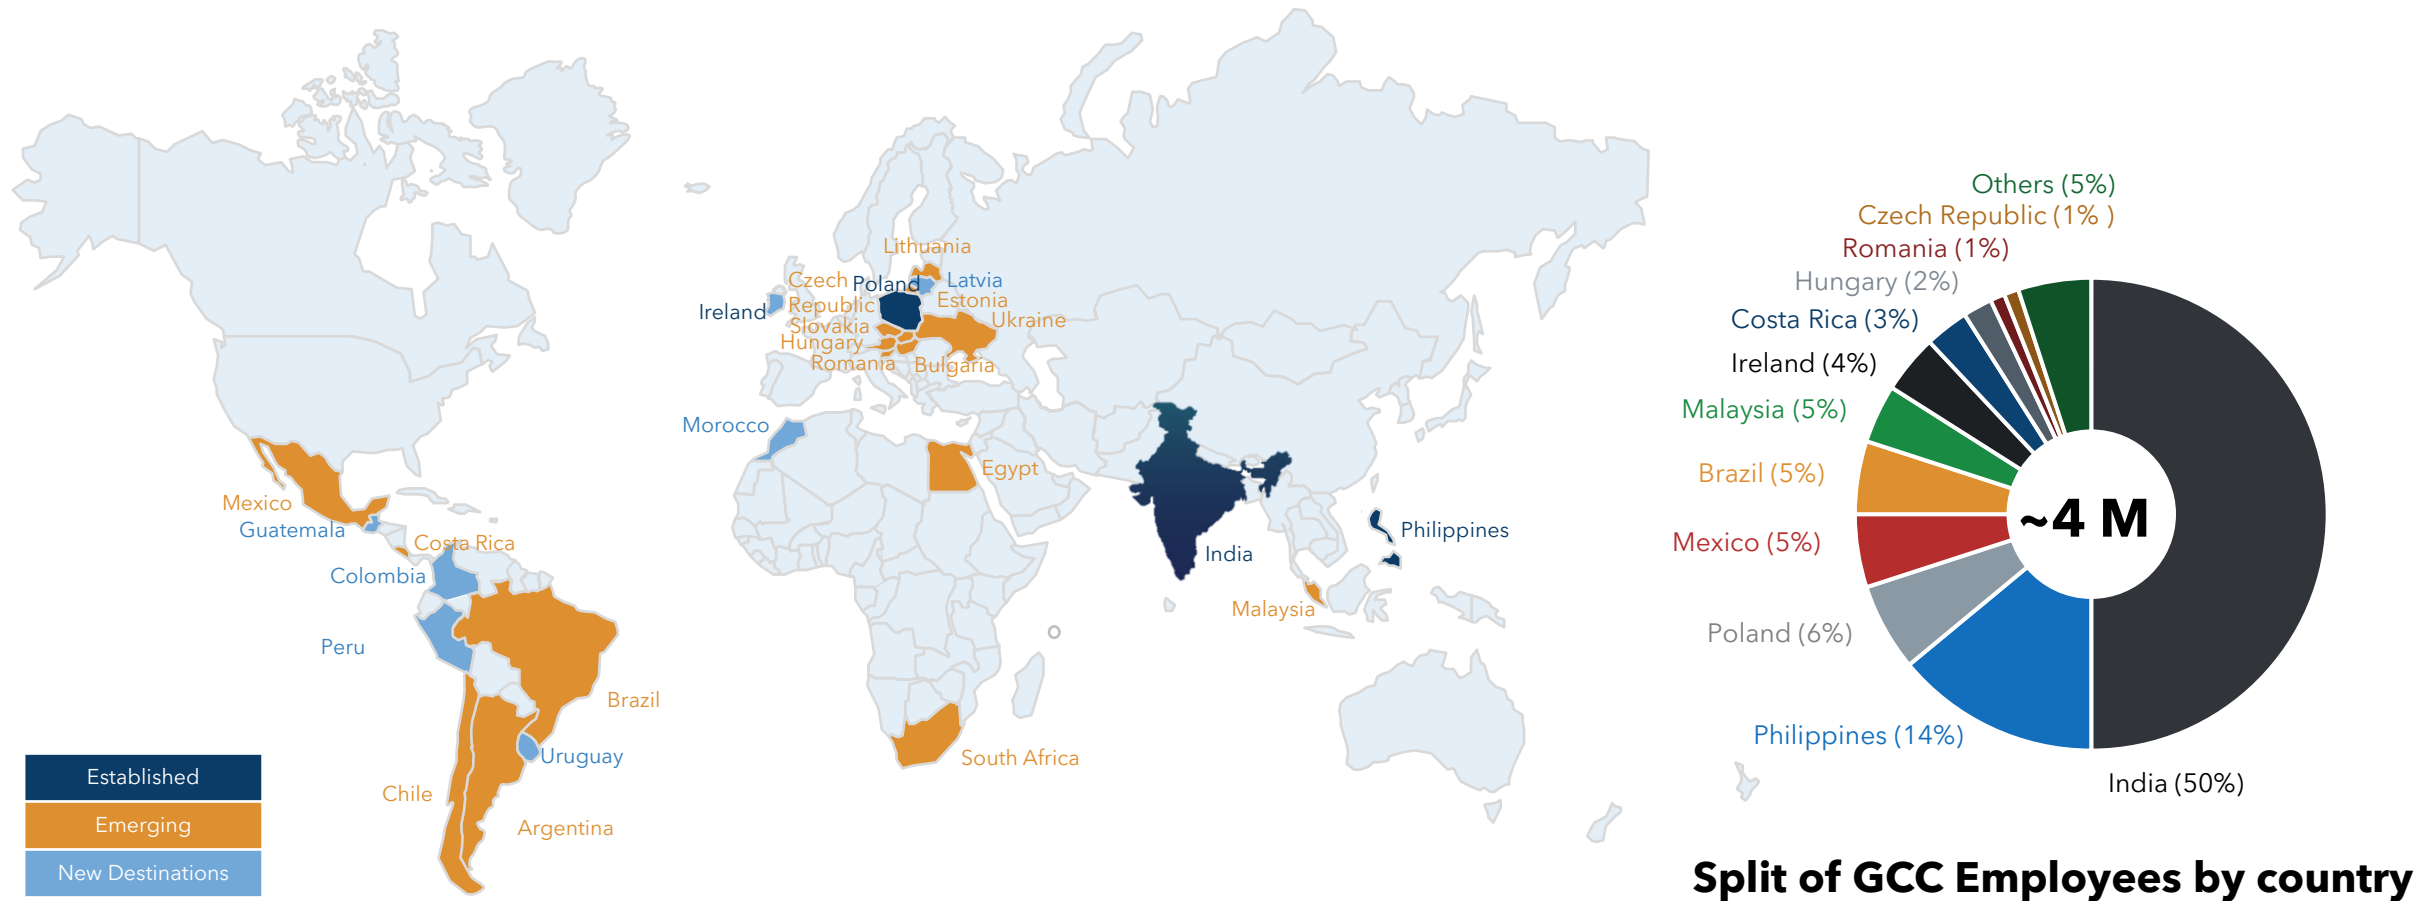 Lithuania
Czech
Republic
Poland
Latvia
Estonia
Ireland
Slovakia
Ukraine
Hungary
Romania
Bulgaria
Morocco
Egypt
Mexico
Guatemala
Costa Rica
Colombia
Peru
Brazil
Uruguay
Chile
Argentina
South Africa
India
Philippines
Malaysia
Established
Emerging
New Destinations
Others (5%)
Czech Republic (1% )
Romania (1%)
Hungary (2%)
Costa Rica (3%)
Ireland (4%)
Malaysia (5%)
Brazil (5%)
Mexico (5%)
Poland (6%)
Philippines (14%)
India (50%)
~4 M
Split of GCC Employees by country